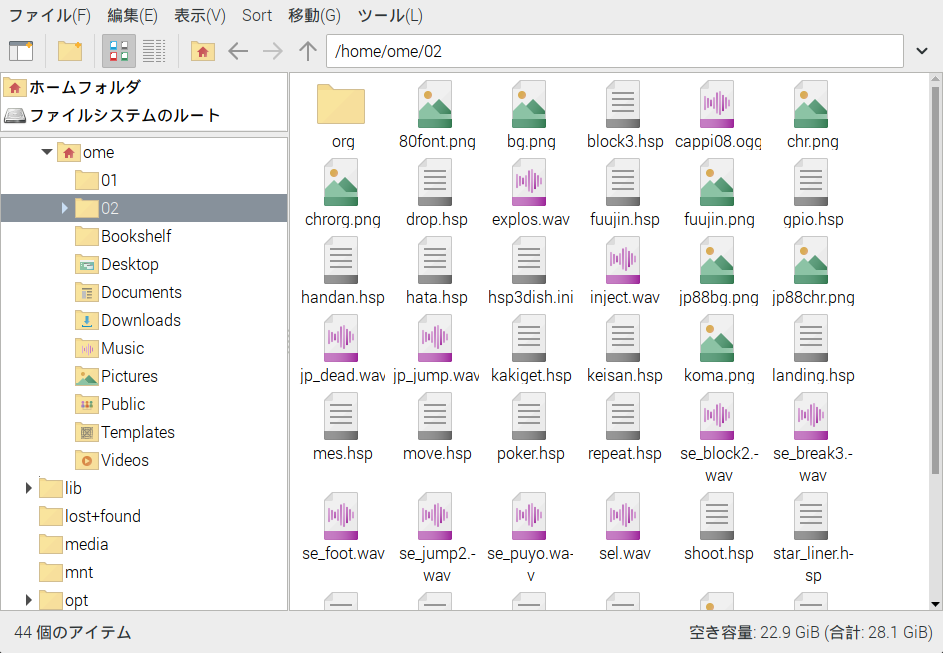 ファイル(F) 編集(E) 表示(V) Sort 移動(G) ツール(L)
/home/ome/02
ホームフォルダ
ファイルシステムのルート
ome
01
02
Bookshelf
Desktop
Documents
Downloads
Music
Pictures
Public
Templates
Videos
lib
lost+found
media
mnt
opt
org 80font.png bg.png block3.hsp cappi08.ogg chr.png
chrorg.png drop.hsp explos.wav fuujin.hsp fuujin.png gpio.hsp
handan.hsp hata.hsp hsp3dish.ini inject.wav jp88bg.png jp88chr.png
jp_dead.wav jp_jump.wav kakiget.hsp keisan.hsp koma.png landing.hsp
mes.hsp move.hsp poker.hsp repeat.hsp se_block2.- se_break3.-
wav wav
se_foot.wav se_jump2.- se_puyo.wa- sel.wav shoot.hsp star_liner.h-
wav v sp
44 個のアイテム 空き容量: 22.9 GiB (合計: 28.1 GiB)